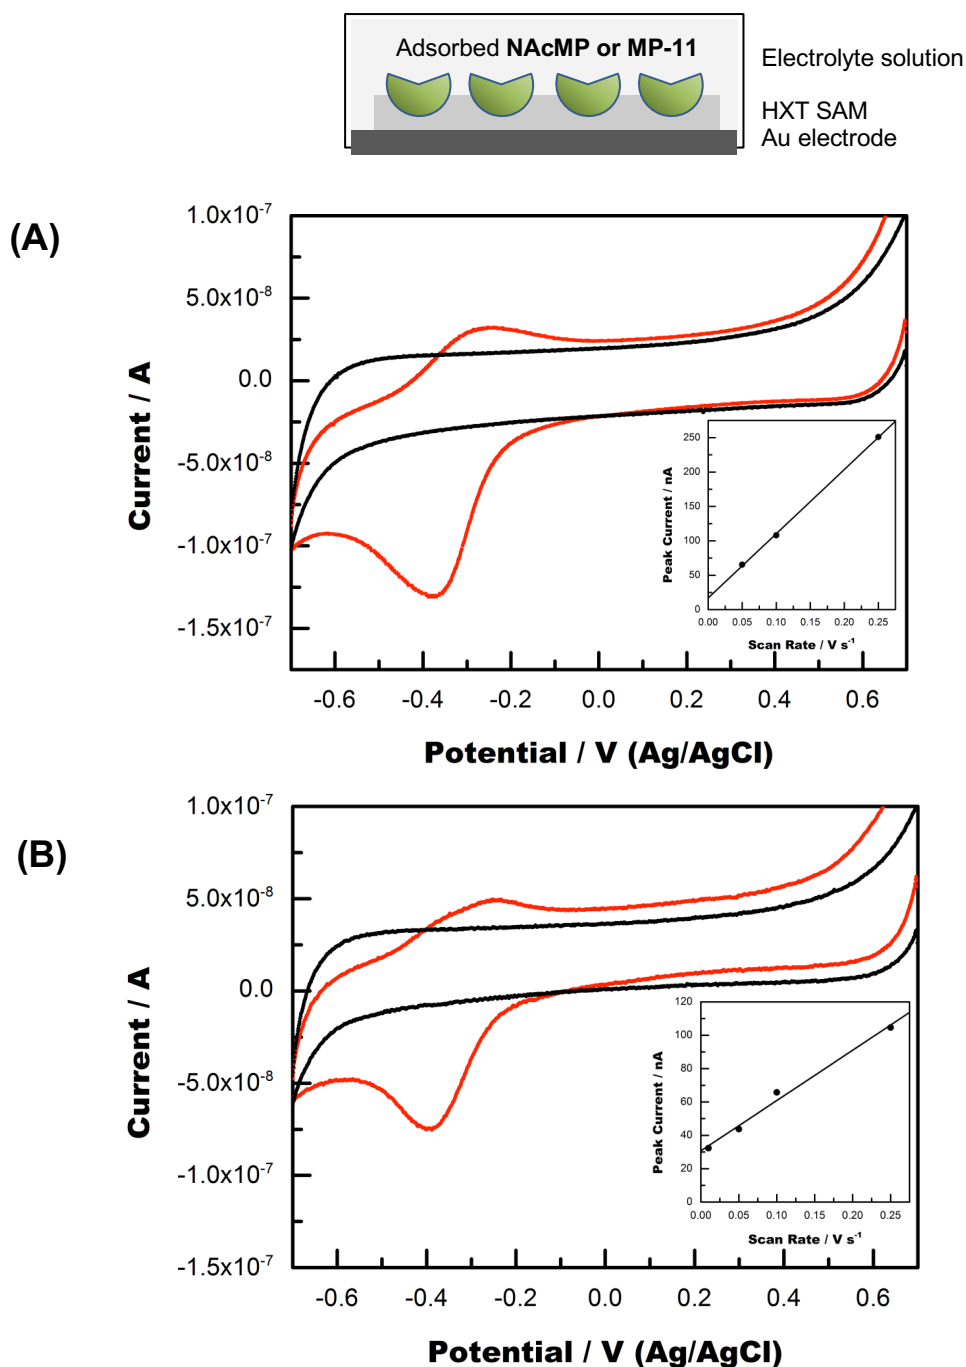 Adsorbed NAcMP or MP-11
Electrolyte solution
HXT SAM
Au electrode
(A)
1.0x10⁻⁷
5.0x10⁻⁸
0.0
-5.0x10⁻⁸
-1.0x10⁻⁷
-1.5x10⁻⁷
Current / A
-0.6 -0.4 -0.2 0.0 0.2 0.4 0.6
Potential / V (Ag/AgCl)
250
200
150
100
50
0
Peak Current / nA
0.00 0.05 0.10 0.15 0.20 0.25
Scan Rate / V s⁻¹
(B)
1.0x10⁻⁷
5.0x10⁻⁸
0.0
-5.0x10⁻⁸
-1.0x10⁻⁷
-1.5x10⁻⁷
Current / A
-0.6 -0.4 -0.2 0.0 0.2 0.4 0.6
Potential / V (Ag/AgCl)
120
100
80
60
40
20
0
Peak Current / nA
0.00 0.05 0.10 0.15 0.20 0.25
Scan Rate / V s⁻¹